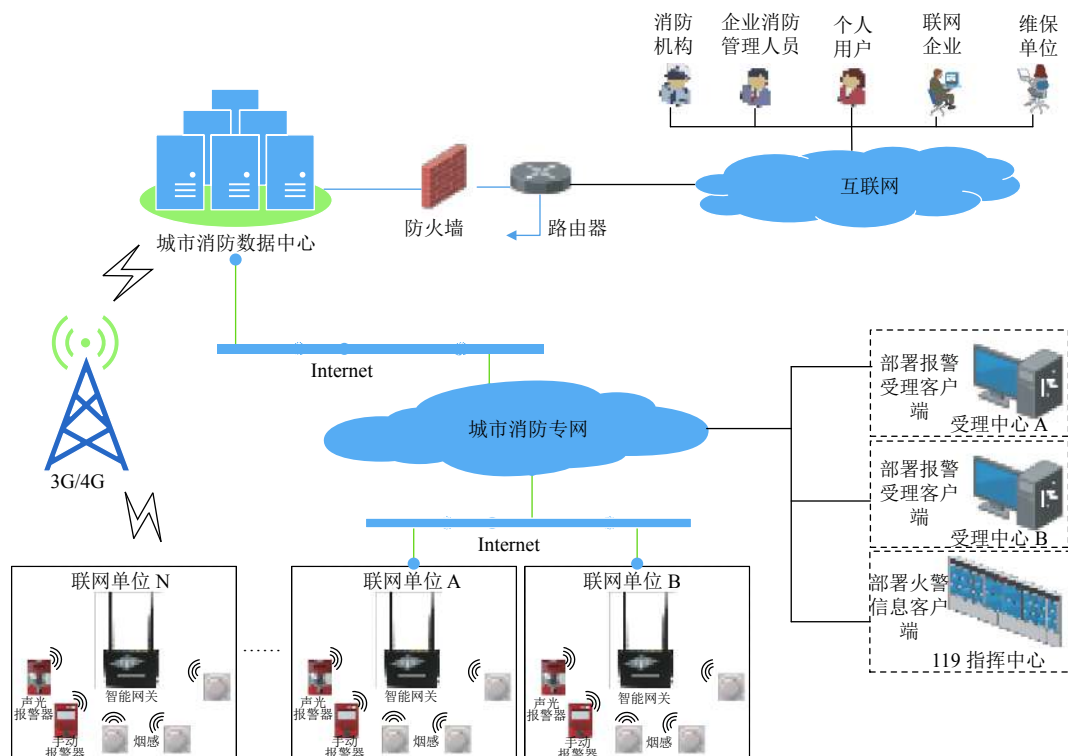 消防
机构
企业消防
管理人员
个人
用户
联网
企业
维保
单位
互联网
防火墙
路由器
城市消防数据中心
Internet
3G/4G
城市消防专网
Internet
部署报警
受理客户
端
受理中心 A
部署报警
受理客户
端
受理中心 B
部署火警
信息客户
端
119 指挥中心
联网单位 N
智能网关
声光
报警器
手动
报警器
烟感
……
联网单位 A
智能网关
声光
报警器
手动
报警器
烟感
联网单位 B
智能网关
声光
报警器
手动
报警器
烟感